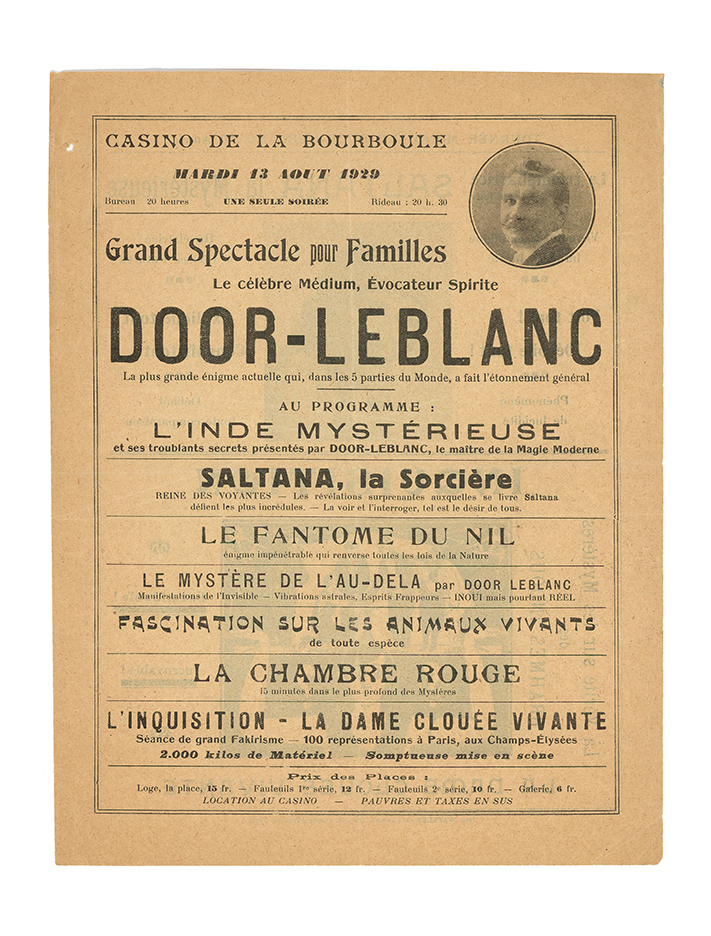 CASINO DE LA BOURBOULE
MARDI 13 AOUT 1929
Bureau 20 heures UNE SEULE SOIRÉE Rideau : 20 h. 30
Grand Spectacle pour Familles
Le célèbre Médium, Évocateur Spirite
DOOR-LEBLANC
La plus grande énigme actuelle qui, dans les 5 parties du Monde, a fait l'étonnement général
AU PROGRAMME :
L'INDE MYSTÉRIEUSE
et ses troublants secrets présentés par DOOR-LEBLANC, le maître de la Magie Moderne
SALTANA, la Sorcière
REINE DES VOYANTES — Les révélations surprenantes auxquelles se livre Saltana
défient les plus incrédules. — La voir et l'interroger, tel est le désir de tous.
LE FANTOME DU NIL
énigme impénétrable qui renverse toutes les lois de la Nature
LE MYSTÈRE DE L'AU-DELA par DOOR LEBLANC
Manifestations de l'Invisible — Vibrations astrales, Esprits Frappeurs — INOUI mais pourtant RÉEL
FASCINATION SUR LES ANIMAUX VIVANTS
de toute espèce
LA CHAMBRE ROUGE
15 minutes dans le plus profond des Mystères
L'INQUISITION - LA DAME CLOUÉE VIVANTE
Séance de grand Fakirisme — 100 représentations à Paris, aux Champs-Élysées
2.000 kilos de Matériel — Somptueuse mise en scène
Prix des Places :
Loge, la place, 15 fr. — Fauteuils 1re série, 12 fr. — Fauteuils 2e série, 10 fr. — Galerie, 6 fr.
LOCATION AU CASINO — PAUVRES ET TAXES EN SUS